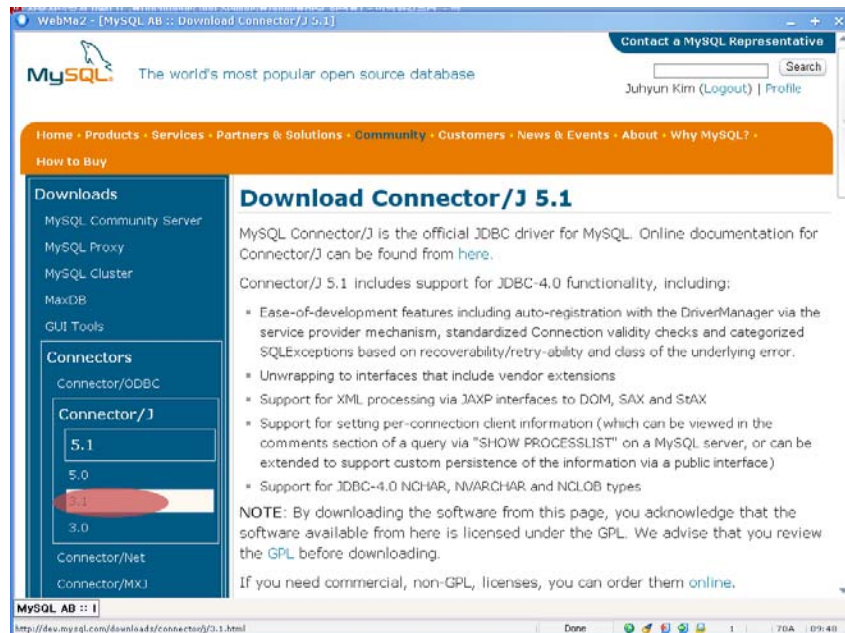 WebMa2 - [MySQL AB :: Download Connector/J 5.1]
Contact a MySQL Representative
MySQL
The world's most popular open source database
Search
Juhyun Kim (Logout) | Profile
Home • Products • Services • Partners & Solutions • Community • Customers • News & Events • About • Why MySQL? •
How to Buy
Downloads
MySQL Community Server
MySQL Proxy
MySQL Cluster
MaxDB
GUI Tools
Connectors
Connector/ODBC
Connector/J
5.1
5.0
3.1
3.0
Connector/Net
Connector/MXJ
Download Connector/J 5.1
MySQL Connector/J is the official JDBC driver for MySQL. Online documentation for
Connector/J can be found from here.
Connector/J 5.1 includes support for JDBC-4.0 functionality, including:
Ease-of-development features including auto-registration with the DriverManager via the
service provider mechanism, standardized Connection validity checks and categorized
SQLExceptions based on recoverability/retry-ability and class of the underlying error.
Unwrapping to interfaces that include vendor extensions
Support for XML processing via JAXP interfaces to DOM, SAX and StAX
Support for setting per-connection client information (which can be viewed in the
comments section of a query via "SHOW PROCESSLIST" on a MySQL server, or can be
extended to support custom persistence of the information via a public interface)
Support for JDBC-4.0 NCHAR, NVARCHAR and NCLOB types
NOTE: By downloading the software from this page, you acknowledge that the
software available from here is licensed under the GPL. We advise that you review
the GPL before downloading.
If you need commercial, non-GPL, licenses, you can order them online.
MySQL AB :: I
http://dev.mysql.com/downloads/connector/j/3.1.html
Done
1
70A
09:40